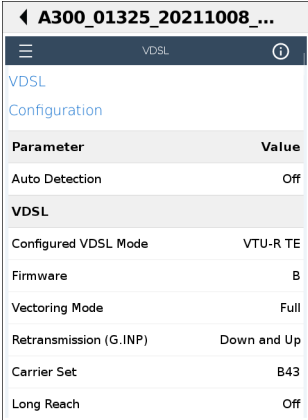 A300_01325_20211008_...
VDSL
VDSL
Configuration
Parameter Value
Auto Detection Off
VDSL
Configured VDSL Mode VTU-R TE
Firmware B
Vectoring Mode Full
Retransmission (G.INP) Down and Up
Carrier Set B43
Long Reach Off